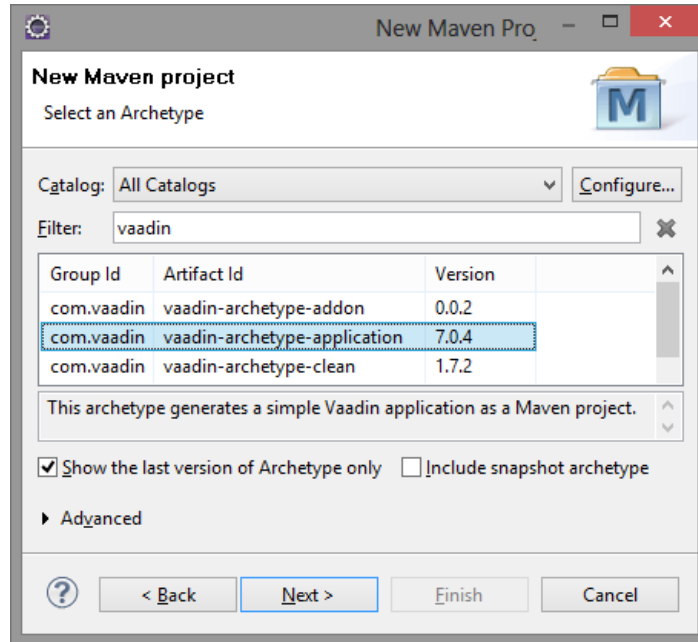 New Maven Pro
New Maven project
Select an Archetype
M
Catalog: All Catalogs Configure...
Filter: vaadin
Group Id Artifact Id Version
com.vaadin vaadin-archetype-addon 0.0.2
com.vaadin vaadin-archetype-application 7.0.4
com.vaadin vaadin-archetype-clean 1.7.2
This archetype generates a simple Vaadin application as a Maven project.
Show the last version of Archetype only Include snapshot archetype
Advanced
? < Back Next > Finish Cancel